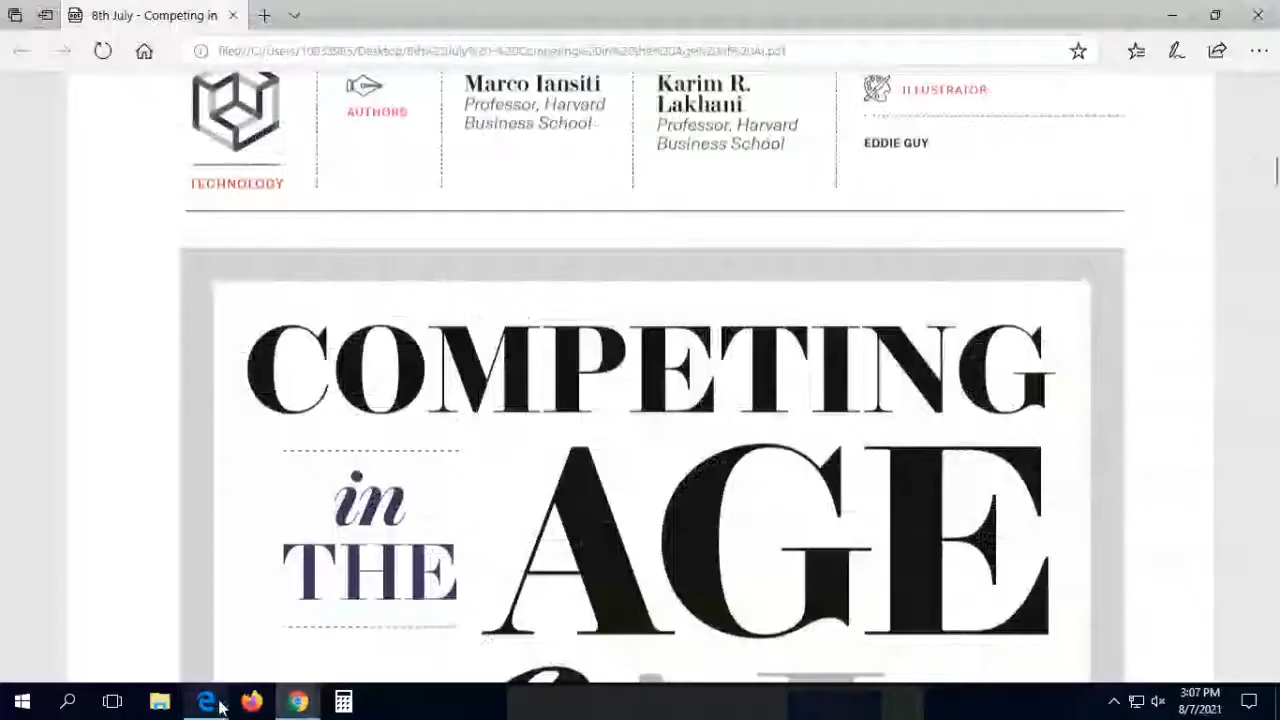 8th July - Competing in
TECHNOLOGY
AUTHORS
Marco Iansiti
Professor, Harvard
Business School
Karim R.
Lakhani
Professor, Harvard
Business School
ILLUSTRATOR
EDDIE GUY
COMPETING
in
THE
AGE
3:07 PM
8/7/2021